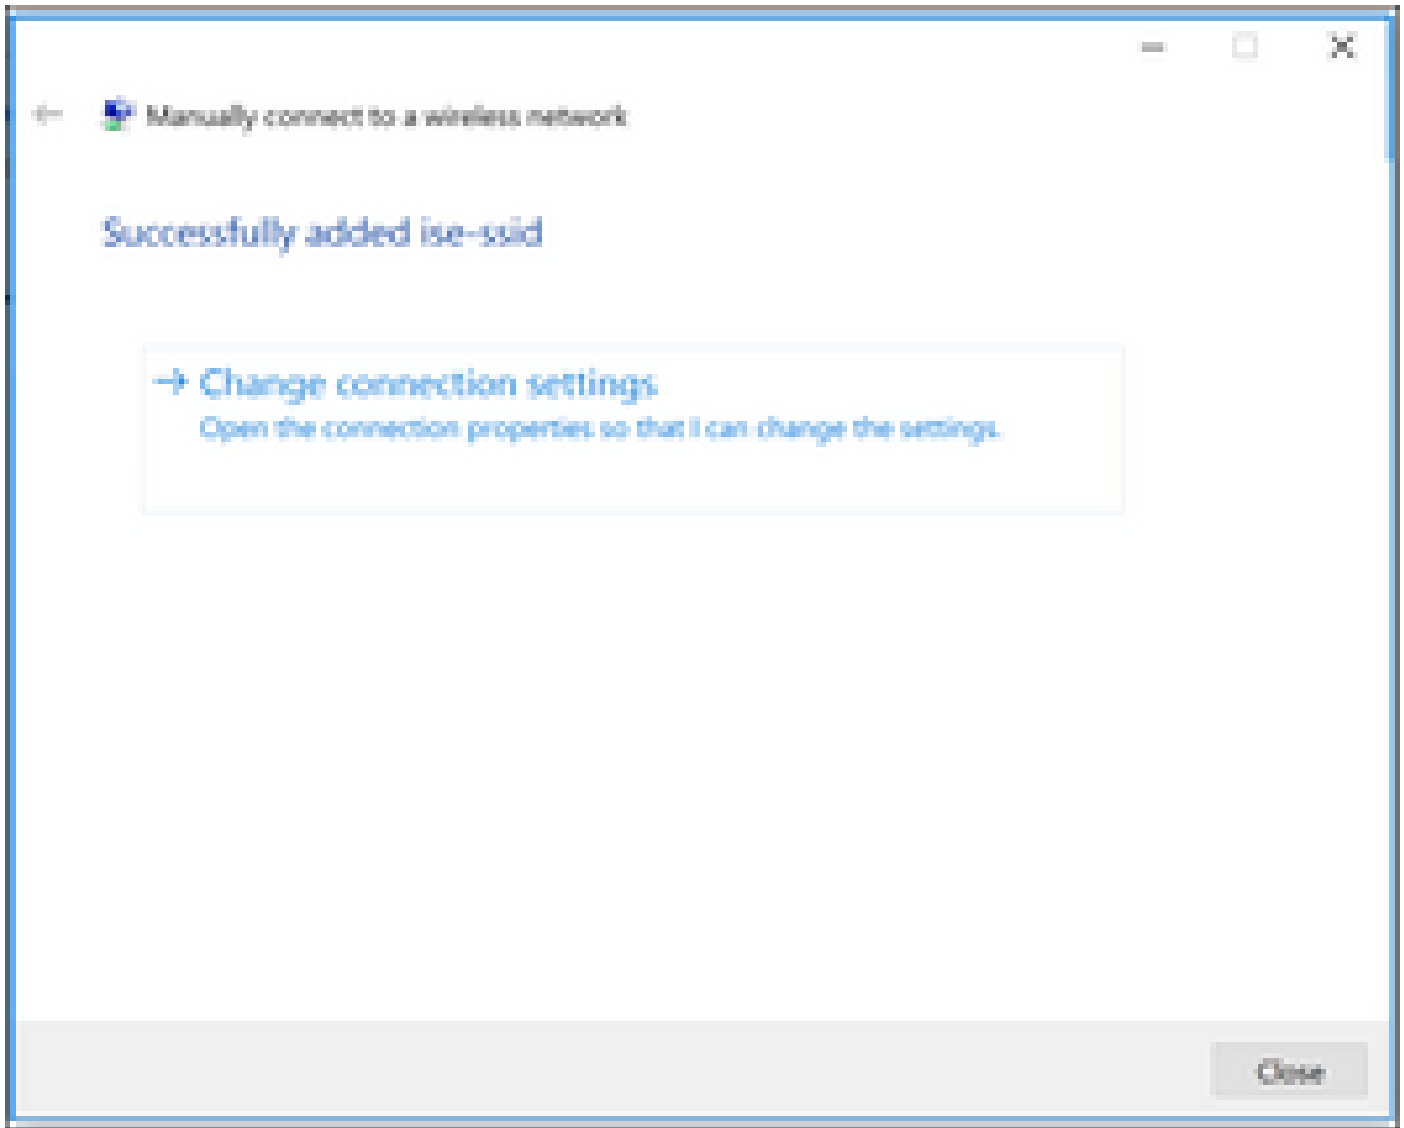 Manually connect to a wireless network
Successfully added ise-ssid
→ Change connection settings
Open the connection properties so that I can change the settings.
Close